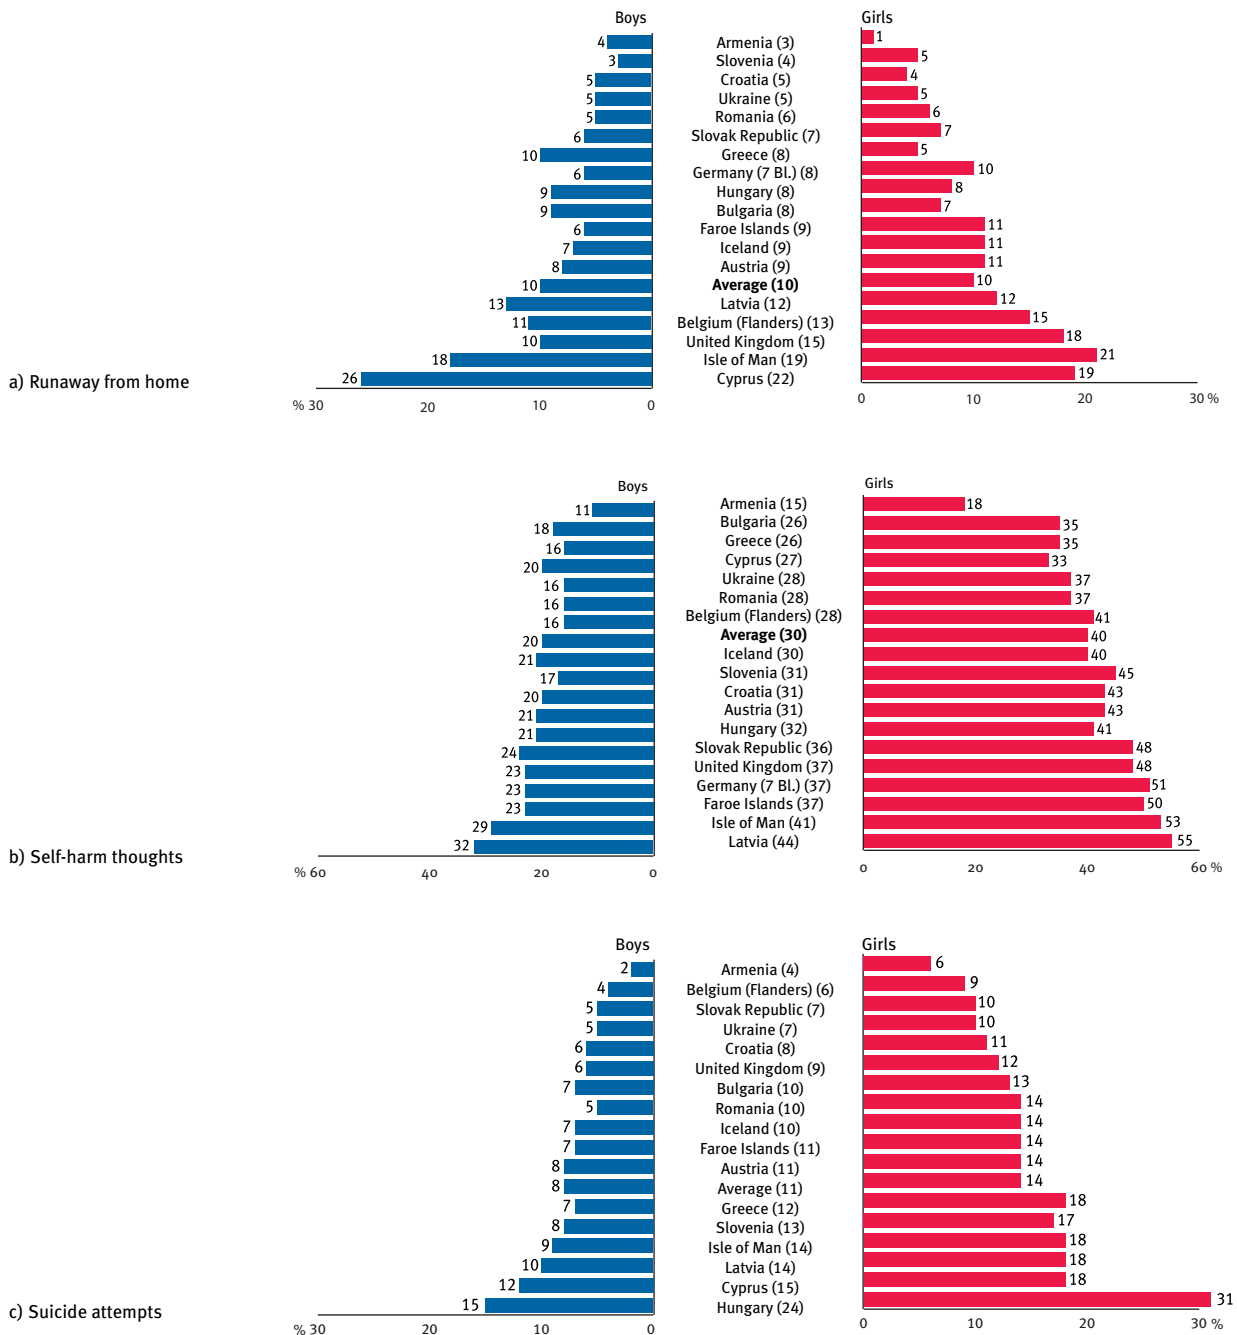 Boys Girls
4 Armenia (3) 1
3 Slovenia (4) 5
5 Croatia (5) 4
5 Ukraine (5) 5
5 Romania (6) 6
6 Slovak Republic (7) 7
10 Greece (8) 5
6 Germany (7 Bl.) (8) 10
9 Hungary (8) 8
9 Bulgaria (8) 7
6 Faroe Islands (9) 11
7 Iceland (9) 11
8 Austria (9) 11
10 Average (10) 10
13 Latvia (12) 12
11 Belgium (Flanders) (13) 15
10 United Kingdom (15) 18
18 Isle of Man (19) 21
a) Runaway from home 26 Cyprus (22) 19
% 30 20 10 0 0 10 20 30 %
Boys Girls
11 Armenia (15) 18
18 Bulgaria (26) 35
16 Greece (26) 35
20 Cyprus (27) 33
16 Ukraine (28) 37
16 Romania (28) 37
16 Belgium (Flanders) (28) 41
20 Average (30) 40
21 Iceland (30) 40
17 Slovenia (31) 45
20 Croatia (31) 43
21 Austria (31) 43
21 Hungary (32) 41
24 Slovak Republic (36) 48
23 United Kingdom (37) 48
23 Germany (7 Bl.) (37) 51
23 Faroe Islands (37) 50
29 Isle of Man (41) 53
32 Latvia (44) 55
b) Self-harm thoughts
% 60 40 20 0 0 20 40 60 %
Boys Girls
2 Armenia (4) 6
4 Belgium (Flanders) (6) 9
5 Slovak Republic (7) 10
5 Ukraine (7) 10
6 Croatia (8) 11
6 United Kingdom (9) 12
7 Bulgaria (10) 13
5 Romania (10) 14
7 Iceland (10) 14
7 Faroe Islands (11) 14
8 Austria (11) 14
8 Average (11) 14
7 Greece (12) 18
8 Slovenia (13) 17
9 Isle of Man (14) 18
10 Latvia (14) 18
12 Cyprus (15) 18
15 Hungary (24) 31
c) Suicide attempts
% 30 20 10 0 0 10 20 30 %